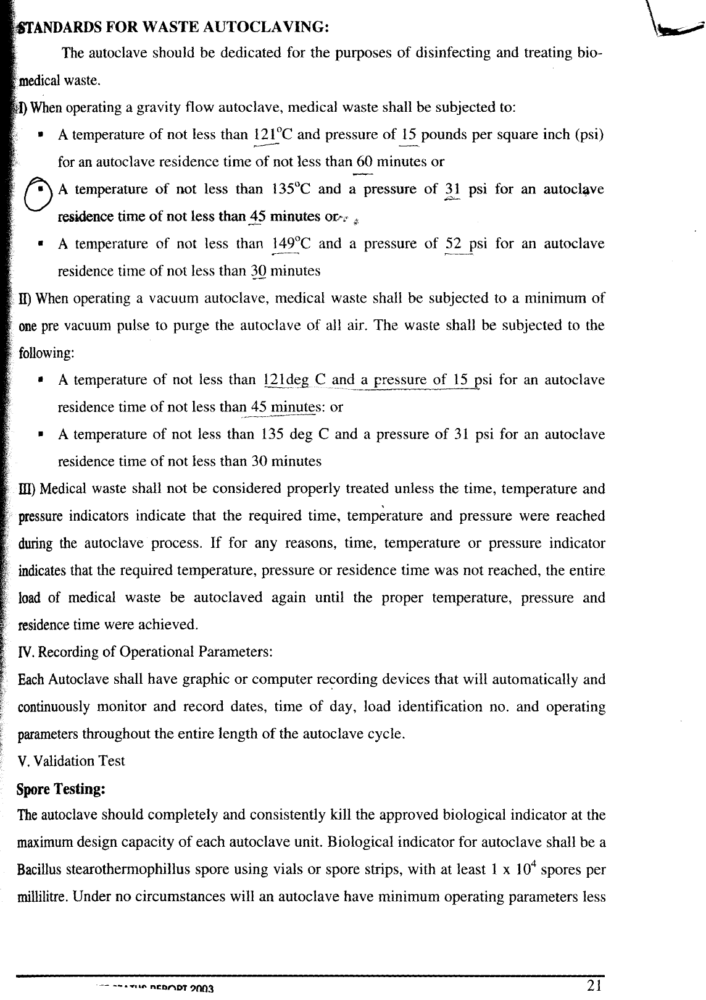 STANDARDS FOR WASTE AUTOCLAVING:
The autoclave should be dedicated for the purposes of disinfecting and treating bio-
medical waste.
I) When operating a gravity flow autoclave, medical waste shall be subjected to:
▪ A temperature of not less than 121°C and pressure of 15 pounds per square inch (psi)
for an autoclave residence time of not less than 60 minutes or
▪ A temperature of not less than 135°C and a pressure of 31 psi for an autoclave
residence time of not less than 45 minutes or
▪ A temperature of not less than 149°C and a pressure of 52 psi for an autoclave
residence time of not less than 30 minutes
II) When operating a vacuum autoclave, medical waste shall be subjected to a minimum of
one pre vacuum pulse to purge the autoclave of all air. The waste shall be subjected to the
following:
▪ A temperature of not less than 121deg C and a pressure of 15 psi for an autoclave
residence time of not less than 45 minutes: or
▪ A temperature of not less than 135 deg C and a pressure of 31 psi for an autoclave
residence time of not less than 30 minutes
III) Medical waste shall not be considered properly treated unless the time, temperature and
pressure indicators indicate that the required time, temperature and pressure were reached
during the autoclave process. If for any reasons, time, temperature or pressure indicator
indicates that the required temperature, pressure or residence time was not reached, the entire
load of medical waste be autoclaved again until the proper temperature, pressure and
residence time were achieved.
IV. Recording of Operational Parameters:
Each Autoclave shall have graphic or computer recording devices that will automatically and
continuously monitor and record dates, time of day, load identification no. and operating
parameters throughout the entire length of the autoclave cycle.
V. Validation Test
Spore Testing:
The autoclave should completely and consistently kill the approved biological indicator at the
maximum design capacity of each autoclave unit. Biological indicator for autoclave shall be a
Bacillus stearothermophillus spore using vials or spore strips, with at least 1 x 10⁴ spores per
millilitre. Under no circumstances will an autoclave have minimum operating parameters less
REPORT 2003
21